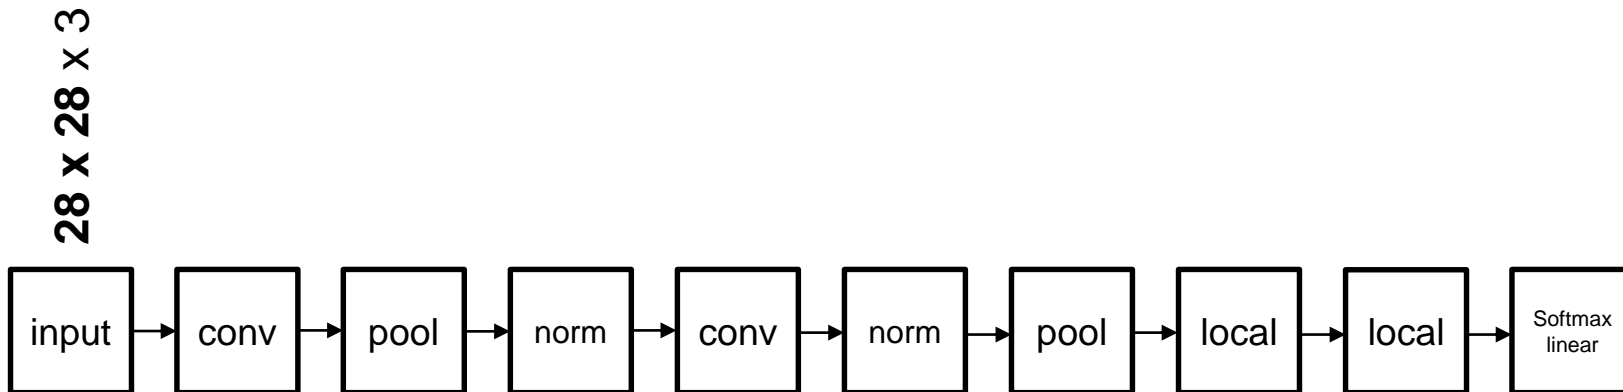 28 x 28 x 3
input
conv
pool
norm
conv
norm
pool
local
local
Softmax
linear